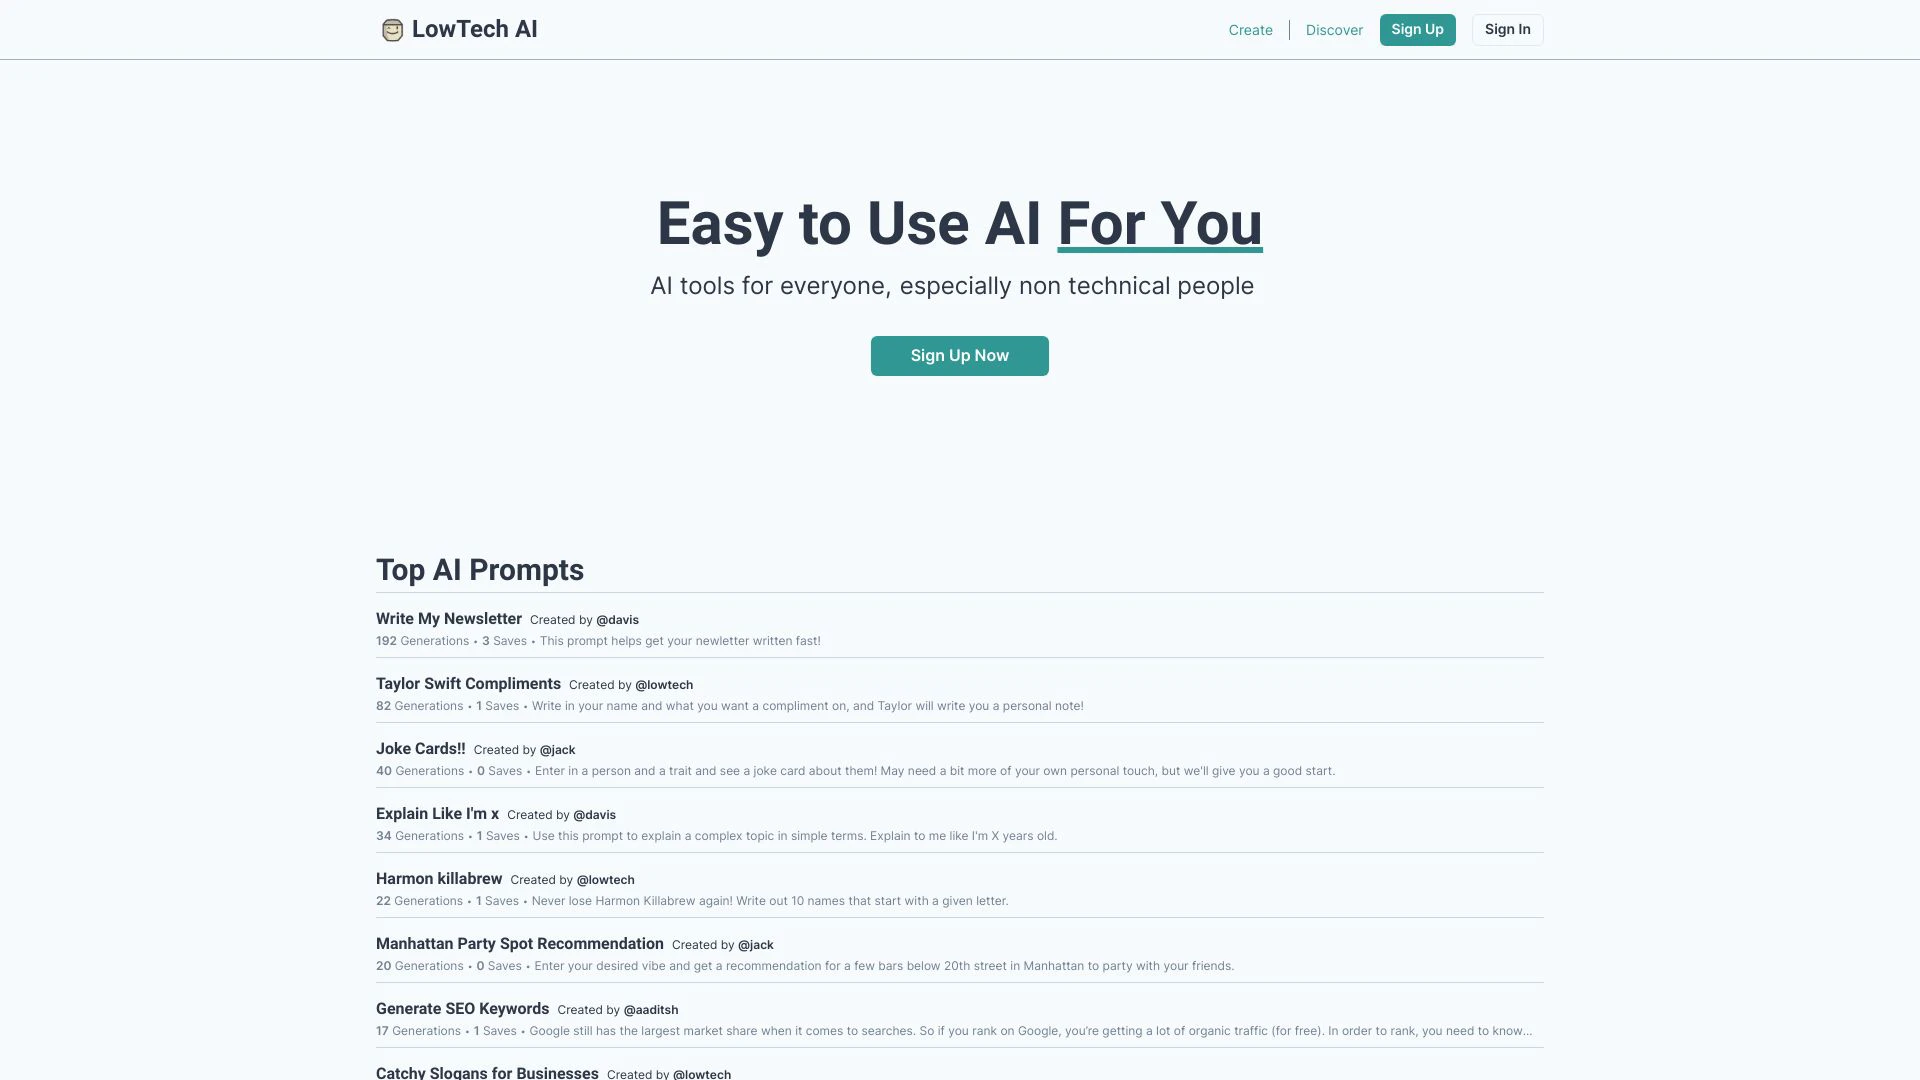 LowTech AI
Create
Discover
Sign Up
Sign In
Easy to Use AI For You
AI tools for everyone, especially non technical people
Sign Up Now
Top AI Prompts
Write My Newsletter Created by @davis
192 Generations • 3 Saves • This prompt helps get your newletter written fast!
Taylor Swift Compliments Created by @lowtech
82 Generations • 1 Saves • Write in your name and what you want a compliment on, and Taylor will write you a personal note!
Joke Cards!! Created by @jack
40 Generations • 0 Saves • Enter in a person and a trait and see a joke card about them! May need a bit more of your own personal touch, but we'll give you a good start.
Explain Like I'm x Created by @davis
34 Generations • 1 Saves • Use this prompt to explain a complex topic in simple terms. Explain to me like I'm X years old.
Harmon killabrew Created by @lowtech
22 Generations • 1 Saves • Never lose Harmon Killabrew again! Write out 10 names that start with a given letter.
Manhattan Party Spot Recommendation Created by @jack
20 Generations • 0 Saves • Enter your desired vibe and get a recommendation for a few bars below 20th street in Manhattan to party with your friends.
Generate SEO Keywords Created by @aaditsh
17 Generations • 1 Saves • Google still has the largest market share when it comes to searches. So if you rank on Google, you’re getting a lot of organic traffic (for free). In order to rank, you need to know...
Catchy Slogans for Businesses Created by @lowtech